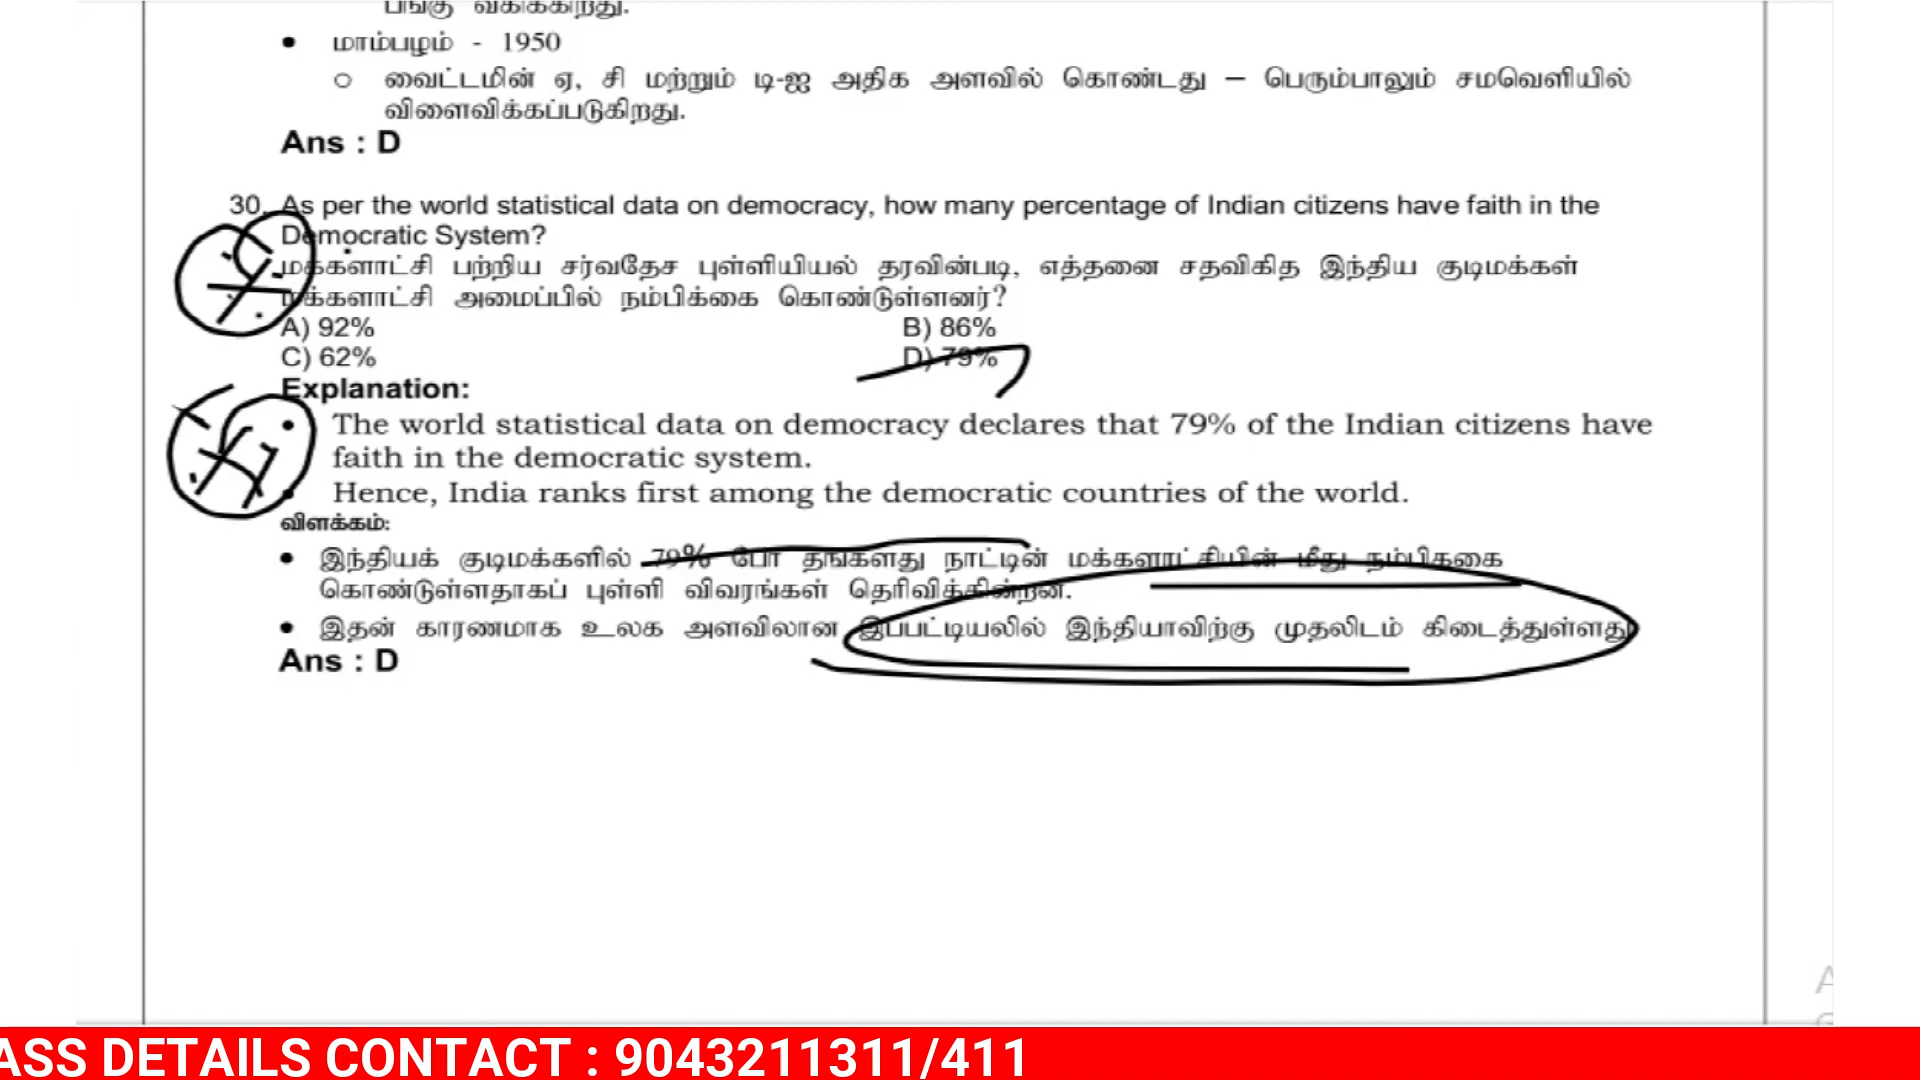 பங்கு வகிக்கிறது.
• மாம்பழம் - 1950
o வைட்டமின் ஏ, சி மற்றும் டி-ஐ அதிக அளவில் கொண்டது – பெரும்பாலும் சமவெளியில்
விளைவிக்கப்படுகிறது.
Ans : D
30. As per the world statistical data on democracy, how many percentage of Indian citizens have faith in the
Democratic System?
மக்களாட்சி பற்றிய சர்வதேச புள்ளியியல் தரவின்படி, எத்தனை சதவிகித இந்திய குடிமக்கள்
மக்களாட்சி அமைப்பில் நம்பிக்கை கொண்டுள்ளனர்?
A) 92% B) 86%
C) 62% D) 79%
Explanation:
• The world statistical data on democracy declares that 79% of the Indian citizens have
faith in the democratic system.
• Hence, India ranks first among the democratic countries of the world.
விளக்கம்:
• இந்தியக் குடிமக்களில் 79% பேர் தங்களது நாட்டின் மக்களாட்சியின் மீது நம்பிக்கை
கொண்டுள்ளதாகப் புள்ளி விவரங்கள் தெரிவிக்கின்றன.
• இதன் காரணமாக உலக அளவிலான இப்பட்டியலில் இந்தியாவிற்கு முதலிடம் கிடைத்துள்ளது
Ans : D
ASS DETAILS CONTACT : 9043211311/411